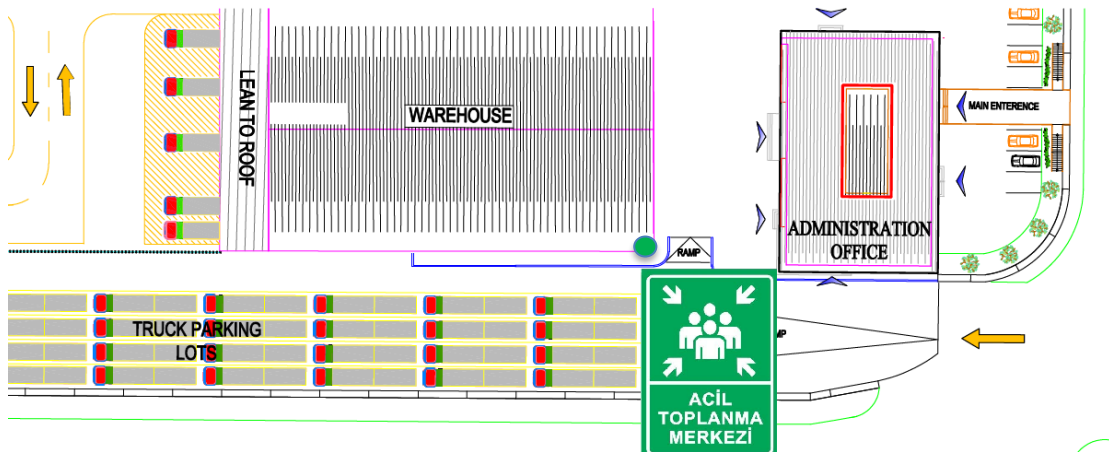 LEAN TO ROOF
WAREHOUSE
MAIN ENTERENCE
ADMINISTRATION
OFFICE
RAMP
TRUCK PARKING
LOTS
ACİL
TOPLANMA
MERKEZİ